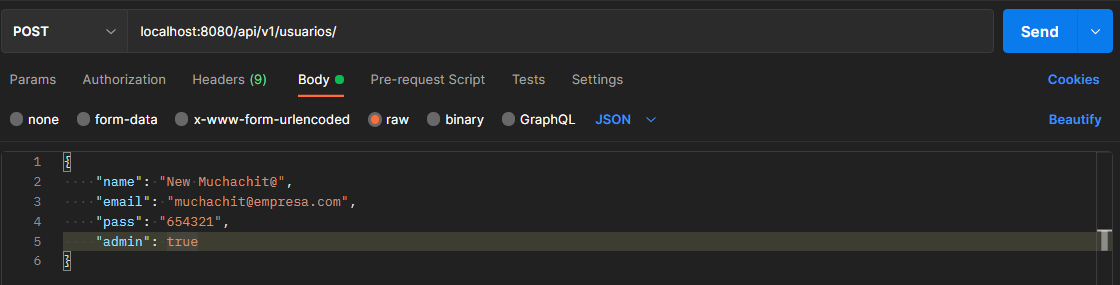 POST localhost:8080/api/v1/usuarios/ Send
Params Authorization Headers (9) Body Pre-request Script Tests Settings Cookies
none form-data x-www-form-urlencoded raw binary GraphQL JSON Beautify
1 {
2 "name": "New Muchachit@",
3 "email": "muchachit@empresa.com",
4 "pass": "654321",
5 "admin": true
6 }